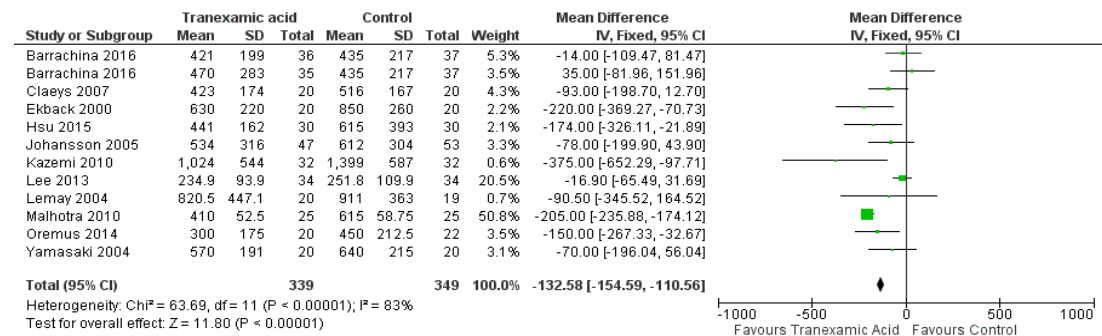 Tranexamic acid Control Mean Difference Mean Difference
Study or Subgroup Mean SD Total Mean SD Total Weight IV, Fixed, 95% CI IV, Fixed, 95% CI
Barrachina 2016 421 199 36 435 217 37 5.3% -14.00 [-109.47, 81.47]
Barrachina 2016 470 283 35 435 217 37 3.5% 35.00 [-81.96, 151.96]
Claeys 2007 423 174 20 516 167 20 4.3% -93.00 [-198.70, 12.70]
Ekback 2000 630 220 20 850 260 20 2.2% -220.00 [-369.27, -70.73]
Hsu 2015 441 162 30 615 393 30 2.1% -174.00 [-326.11, -21.89]
Johansson 2005 534 316 47 612 304 53 3.3% -78.00 [-199.90, 43.90]
Kazemi 2010 1,024 544 32 1,399 587 32 0.6% -375.00 [-652.29, -97.71]
Lee 2013 234.9 93.9 34 251.8 109.9 34 20.5% -16.90 [-65.49, 31.69]
Lemay 2004 820.5 447.1 20 911 363 19 0.7% -90.50 [-345.52, 164.52]
Malhotra 2010 410 52.5 25 615 58.75 25 50.8% -205.00 [-235.88, -174.12]
Oremus 2014 300 175 20 450 212.5 22 3.5% -150.00 [-267.33, -32.67]
Yamasaki 2004 570 191 20 640 215 20 3.1% -70.00 [-196.04, 56.04]
Total (95% CI) 339 349 100.0% -132.58 [-154.59, -110.56]
Heterogeneity: Chi² = 63.69, df = 11 (P < 0.00001); I² = 83%
Test for overall effect: Z = 11.80 (P < 0.00001)
-1000 -500 0 500 1000
Favours Tranexamic Acid Favours Control